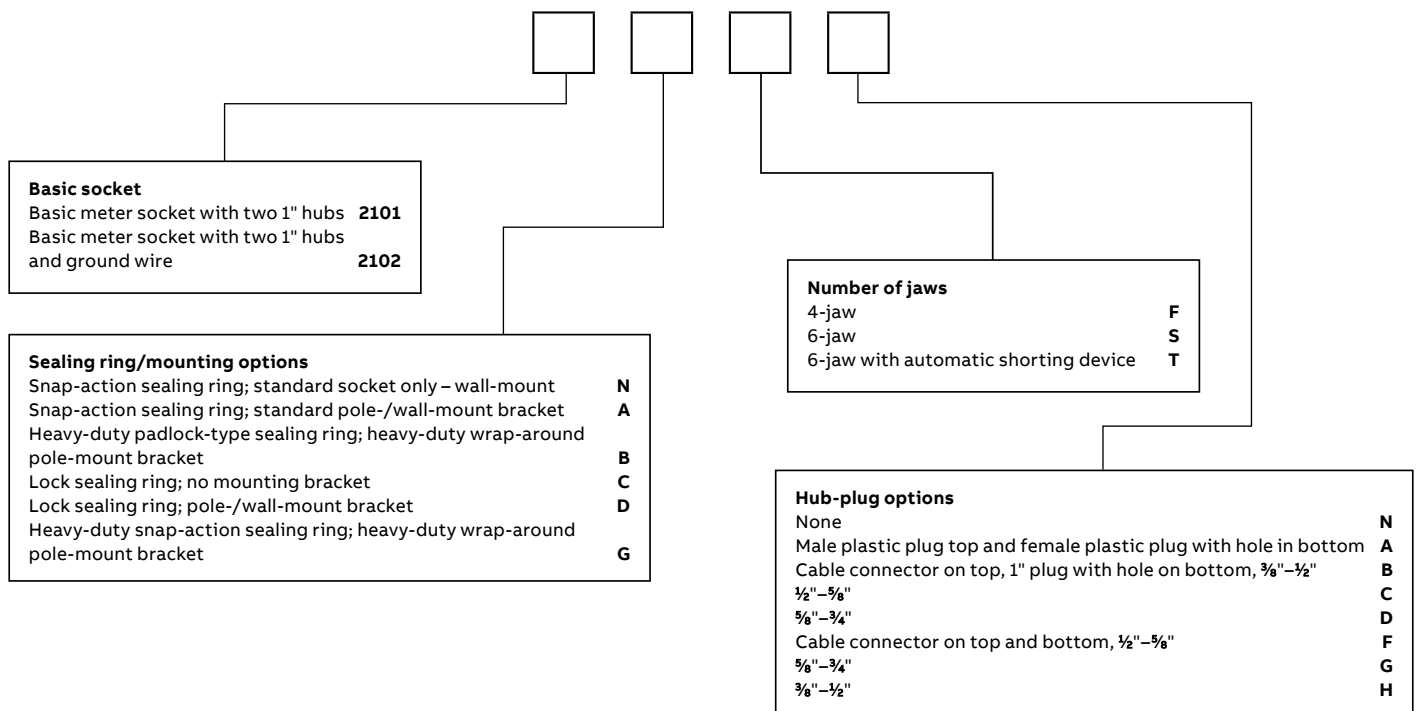 Basic socket
Basic meter socket with two 1" hubs 2101
Basic meter socket with two 1" hubs
and ground wire 2102
Sealing ring/mounting options
Snap-action sealing ring; standard socket only – wall-mount N
Snap-action sealing ring; standard pole-/wall-mount bracket A
Heavy-duty padlock-type sealing ring; heavy-duty wrap-around
pole-mount bracket B
Lock sealing ring; no mounting bracket C
Lock sealing ring; pole-/wall-mount bracket D
Heavy-duty snap-action sealing ring; heavy-duty wrap-around
pole-mount bracket G
Number of jaws
4-jaw F
6-jaw S
6-jaw with automatic shorting device T
Hub-plug options
None N
Male plastic plug top and female plastic plug with hole in bottom A
Cable connector on top, 1" plug with hole on bottom, ⅜"–½" B
½"–⅝" C
⅝"–¾" D
Cable connector on top and bottom, ½"–⅝" F
⅝"–¾" G
⅜"–½" H